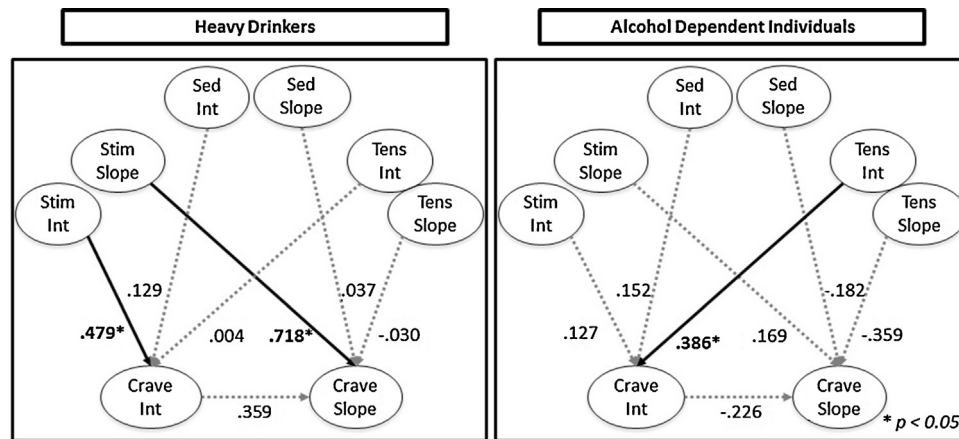 Heavy Drinkers
Sed
Int
Sed
Slope
Stim
Slope
Tens
Int
Stim
Int
Tens
Slope
.129
.037
.479*
.004
.718*
-.030
Crave
Int
.359
Crave
Slope
Alcohol Dependent Individuals
Sed
Int
Sed
Slope
Stim
Slope
Tens
Int
Stim
Int
Tens
Slope
.152
-.182
.127
.386*
.169
-.359
Crave
Int
-.226
Crave
Slope
* p < 0.05